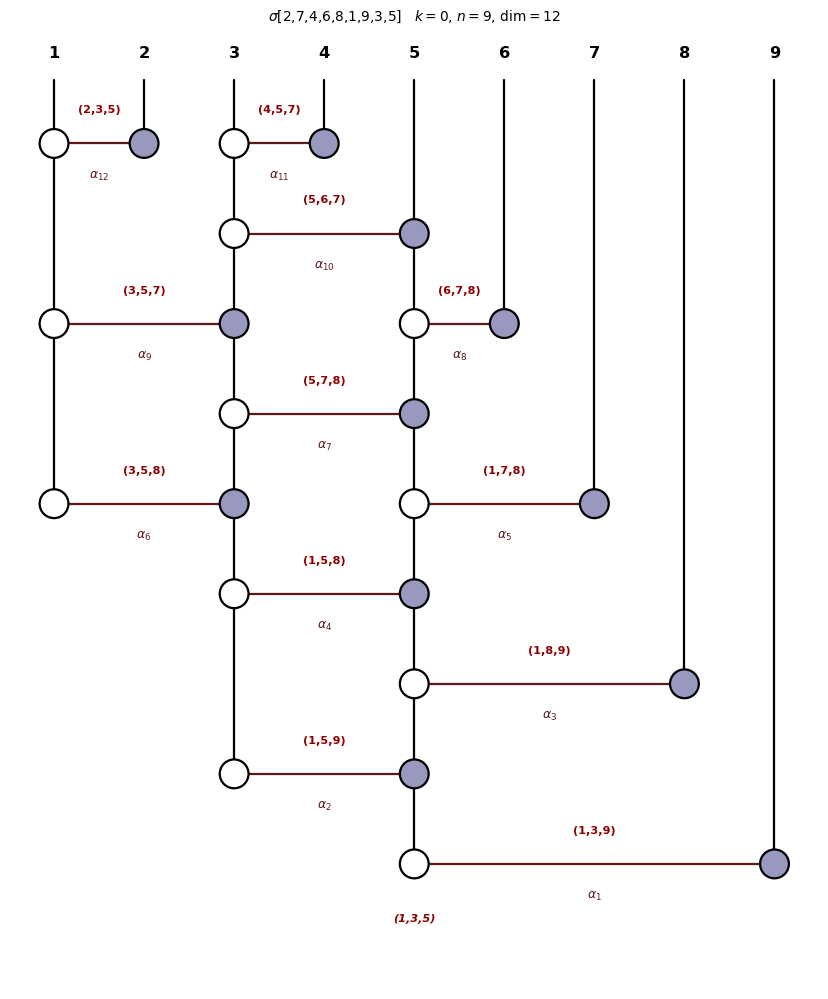 σ[2,7,4,6,8,1,9,3,5] k=0, n=9, dim=12
1 2 3 4 5 6 7 8 9
(2,3,5) (4,5,7)
α₁₂ α₁₁
(5,6,7)
α₁₀
(3,5,7) (6,7,8)
α₉ α₈
(5,7,8)
α₇
(3,5,8) (1,7,8)
α₆ α₅
(1,5,8)
α₄
(1,8,9)
α₃
(1,5,9)
α₂
(1,3,9)
α₁
(1,3,5)